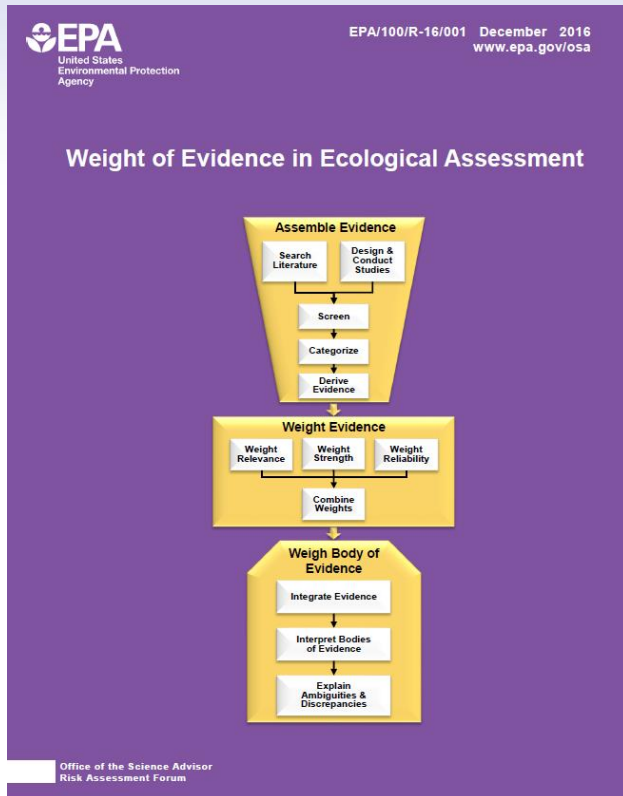 EPA
United States
Environmental Protection
Agency
EPA/100/R-16/001 December 2016
www.epa.gov/osa
Weight of Evidence in Ecological Assessment
Assemble Evidence
Search
Literature
Design &
Conduct
Studies
Screen
Categorize
Derive
Evidence
Weight Evidence
Weight
Relevance
Weight
Strength
Weight
Reliability
Combine
Weights
Weigh Body of
Evidence
Integrate Evidence
Interpret Bodies
of Evidence
Explain
Ambiguities &
Discrepancies
Office of the Science Advisor
Risk Assessment Forum